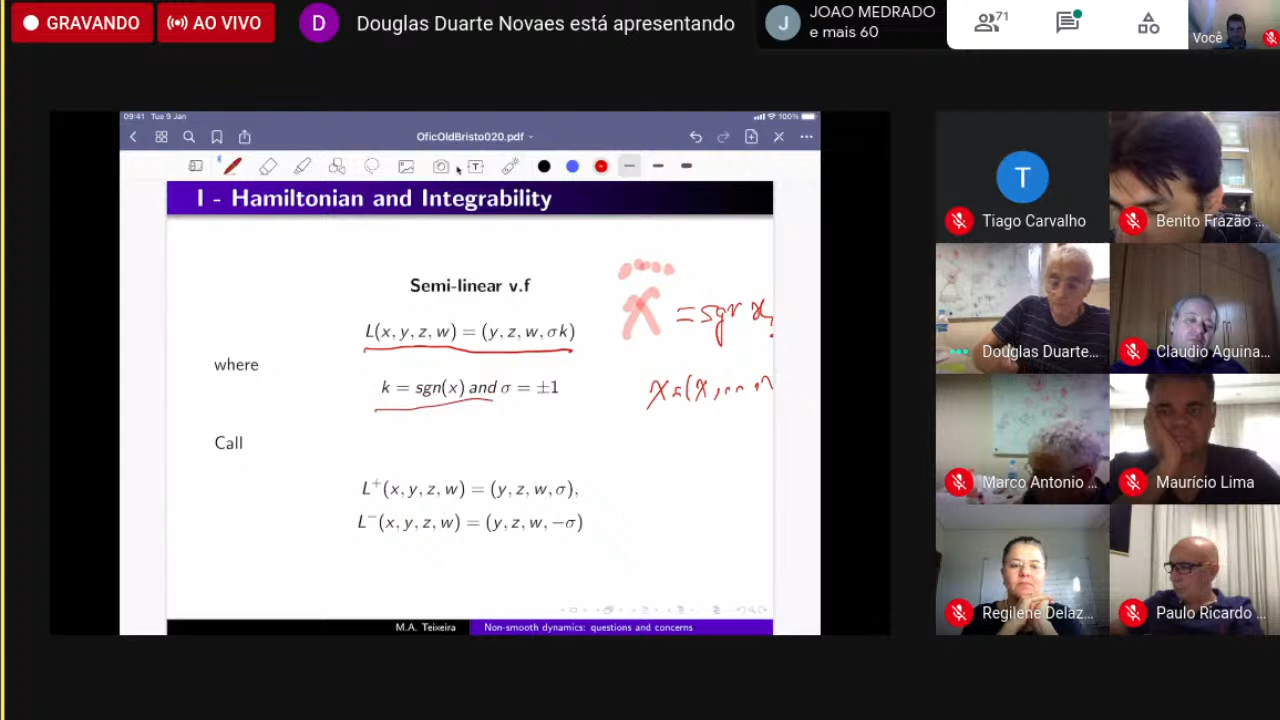 GRAVANDO
AO VIVO
D
Douglas Duarte Novaes está apresentando
J
JOAO MEDRADO
e mais 60
71
Você
09:41 Tue 9 Jan
100%
OficOldBristo020.pdf
T
I - Hamiltonian and Integrability
Semi-linear v.f
L(x, y, z, w) = (y, z, w, σk)
where
k = sgn(x) and σ = ±1
Call
L⁺(x, y, z, w) = (y, z, w, σ),
L⁻(x, y, z, w) = (y, z, w, −σ)
x = sgn x,
M.A. Teixeira
Non-smooth dynamics: questions and concerns
T
Tiago Carvalho
Benito Frazão ...
Douglas Duarte...
Claudio Aguina...
Marco Antonio ...
Maurício Lima
Regilene Delaz...
Paulo Ricardo ...